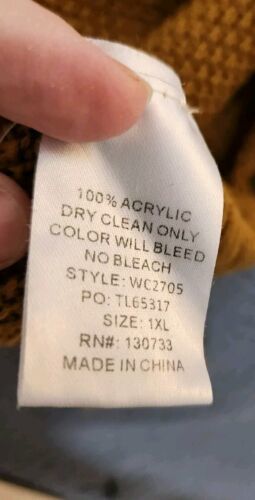 100% ACRYLIC
DRY CLEAN ONLY
COLOR WILL BLEED
NO BLEACH
STYLE: WC2705
PO: TL65317
SIZE: 1XL
RN#: 130733
MADE IN CHINA